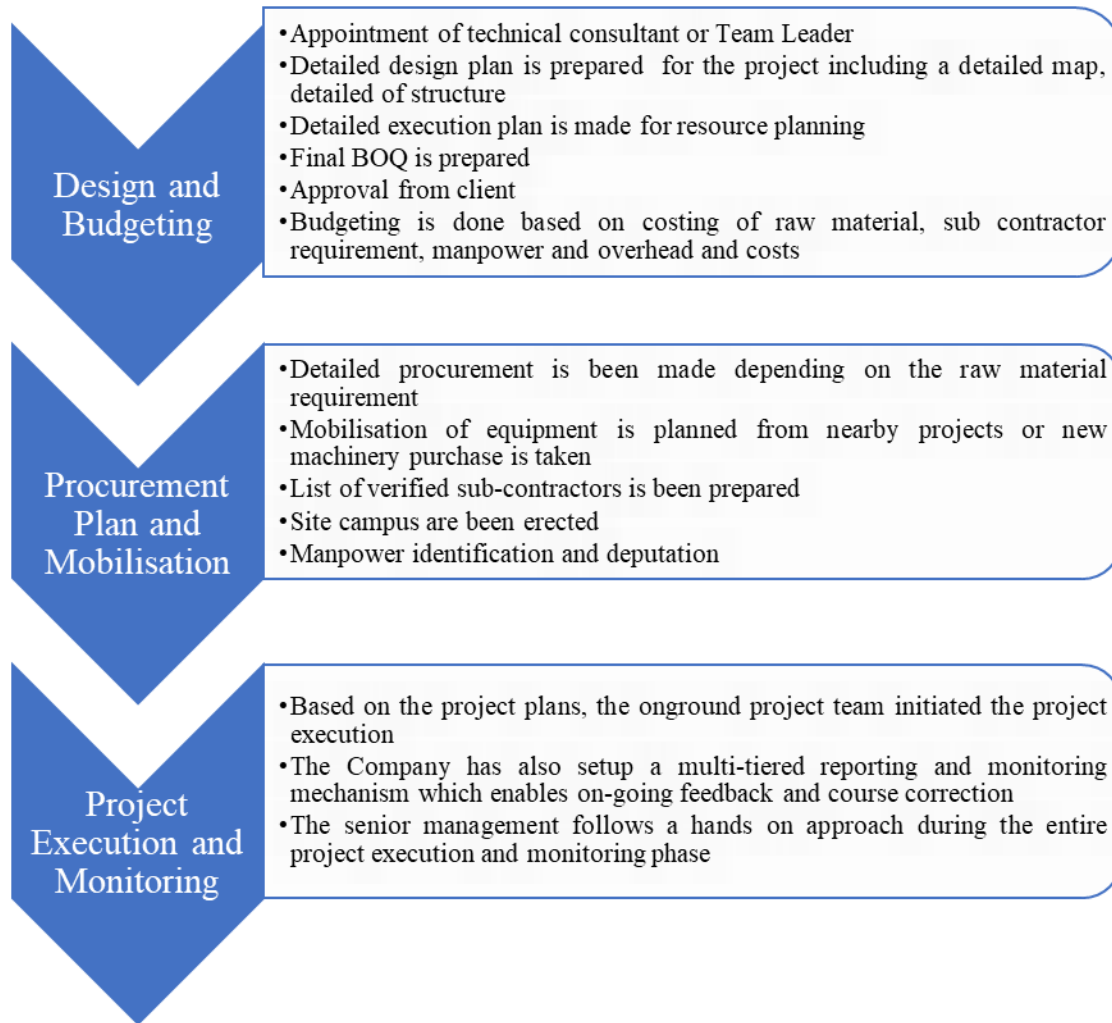 Design and
Budgeting
•Appointment of technical consultant or Team Leader
•Detailed design plan is prepared for the project including a detailed map,
detailed of structure
•Detailed execution plan is made for resource planning
•Final BOQ is prepared
•Approval from client
•Budgeting is done based on costing of raw material, sub contractor
requirement, manpower and overhead and costs
Procurement
Plan and
Mobilisation
•Detailed procurement is been made depending on the raw material
requirement
•Mobilisation of equipment is planned from nearby projects or new
machinery purchase is taken
•List of verified sub-contractors is been prepared
•Site campus are been erected
•Manpower identification and deputation
Project
Execution and
Monitoring
•Based on the project plans, the onground project team initiated the project
execution
•The Company has also setup a multi-tiered reporting and monitoring
mechanism which enables on-going feedback and course correction
•The senior management follows a hands on approach during the entire
project execution and monitoring phase